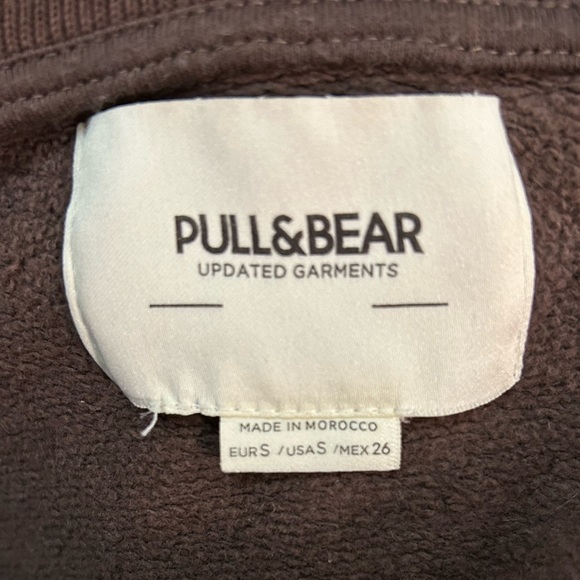 PULL&BEAR
UPDATED GARMENTS
MADE IN MOROCCO
EUR S / USA S / MEX 26